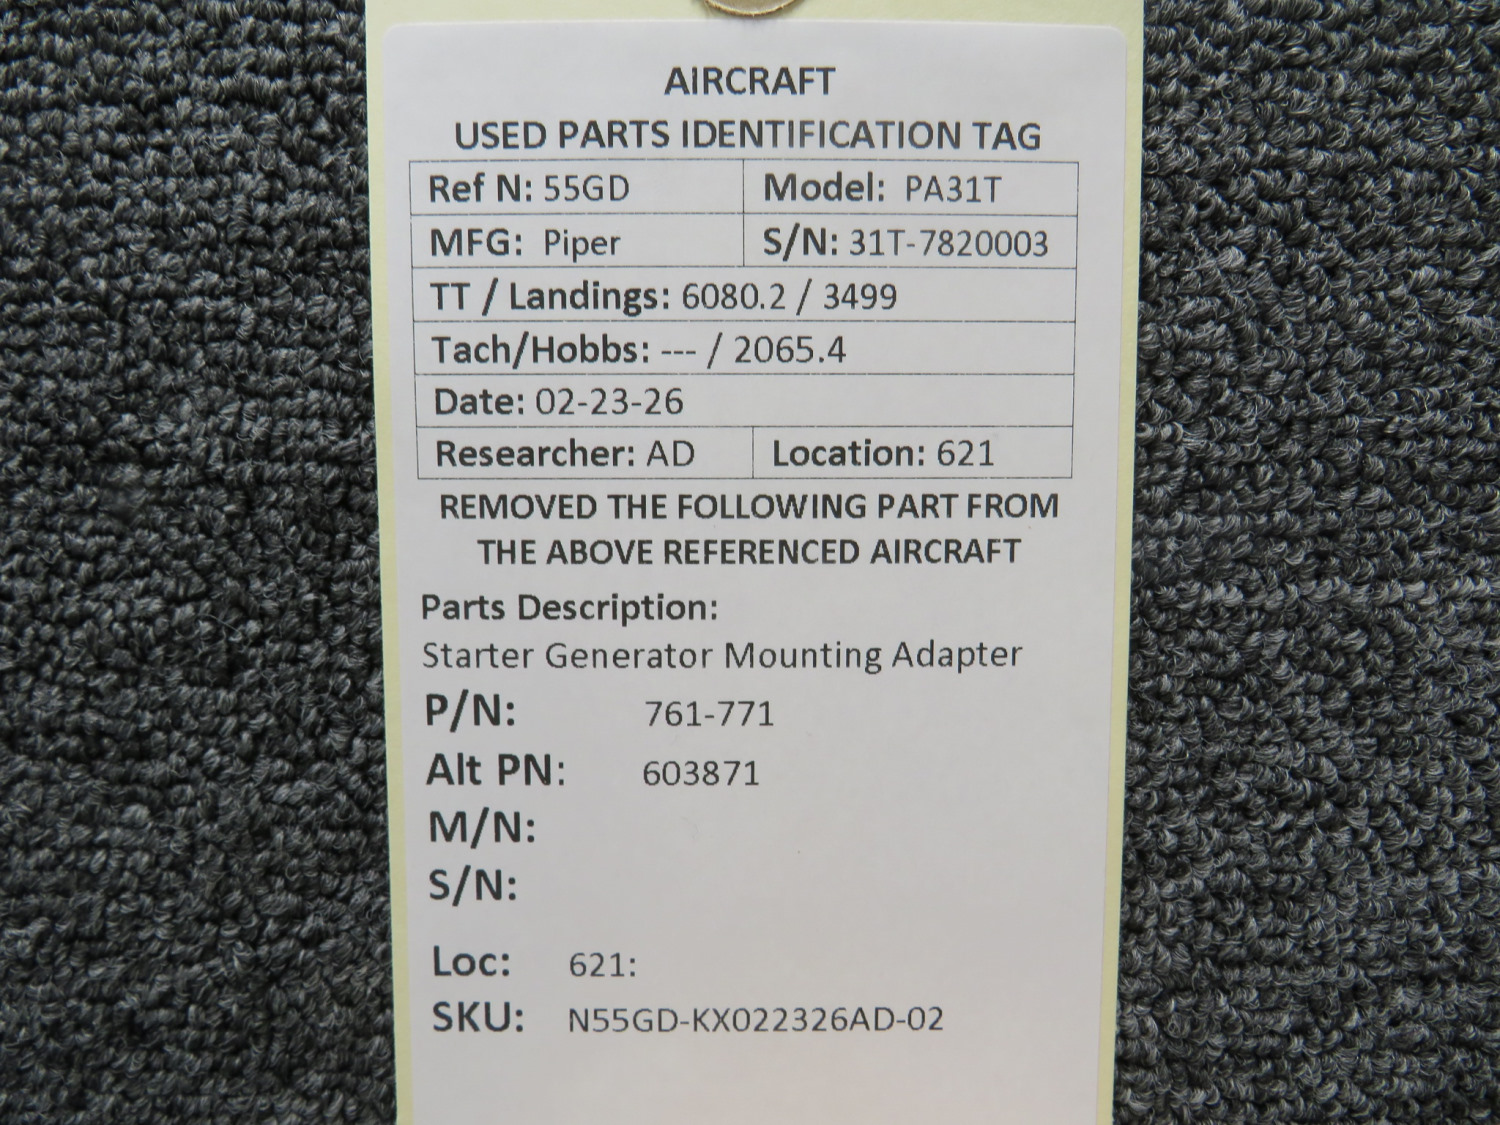 AIRCRAFT
USED PARTS IDENTIFICATION TAG
Ref N: 55GD Model: PA31T
MFG: Piper S/N: 31T-7820003
TT / Landings: 6080.2 / 3499
Tach/Hobbs: --- / 2065.4
Date: 02-23-26
Researcher: AD Location: 621
REMOVED THE FOLLOWING PART FROM
THE ABOVE REFERENCED AIRCRAFT
Parts Description:
Starter Generator Mounting Adapter
P/N: 761-771
Alt PN: 603871
M/N:
S/N:
Loc: 621:
SKU: N55GD-KX022326AD-02